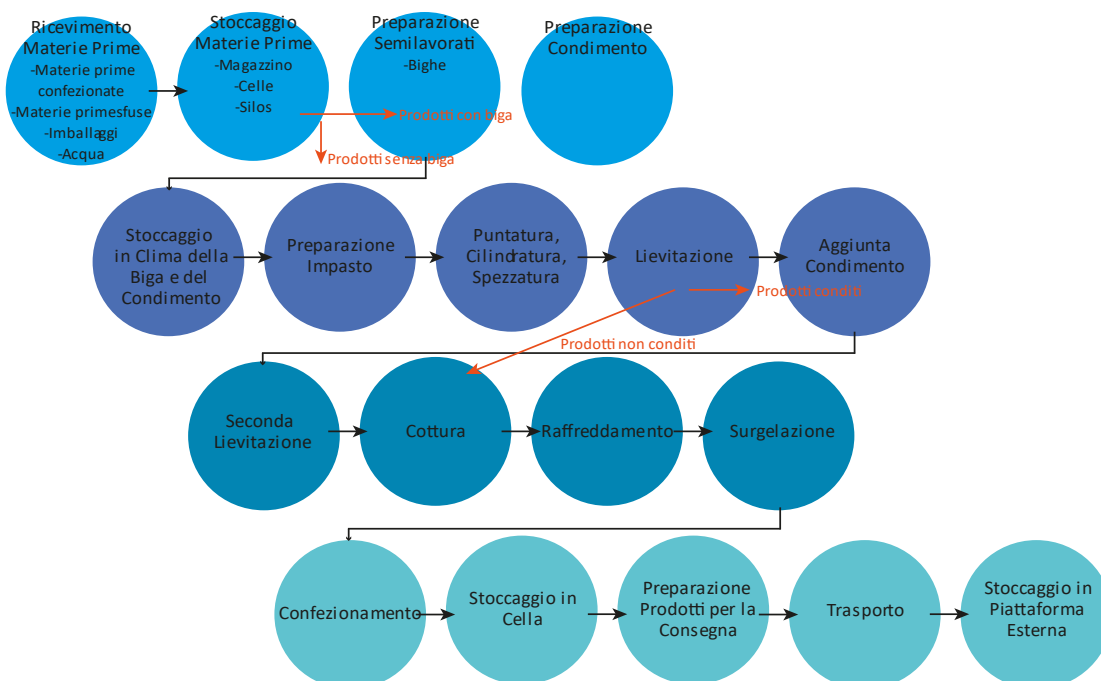 Ricevimento
Materie Prime
-Materie prime
confezionate
-Materie primesfuse
-Imballaggi
-Acqua
Stoccaggio
Materie Prime
-Magazzino
-Celle
-Silos
Preparazione
Semilavorati
-Bighe
Preparazione
Condimento
Prodotti con biga
Prodotti senza biga
Stoccaggio
in Clima della
Biga e del
Condimento
Preparazione
Impasto
Puntatura,
Cilindratura,
Spezzatura
Lievitazione
Aggiunta
Condimento
Prodotti conditi
Prodotti non conditi
Seconda
Lievitazione
Cottura
Raffreddamento
Surgelazione
Confezionamento
Stoccaggio in
Cella
Preparazione
Prodotti per la
Consegna
Trasporto
Stoccaggio in
Piattaforma
Esterna